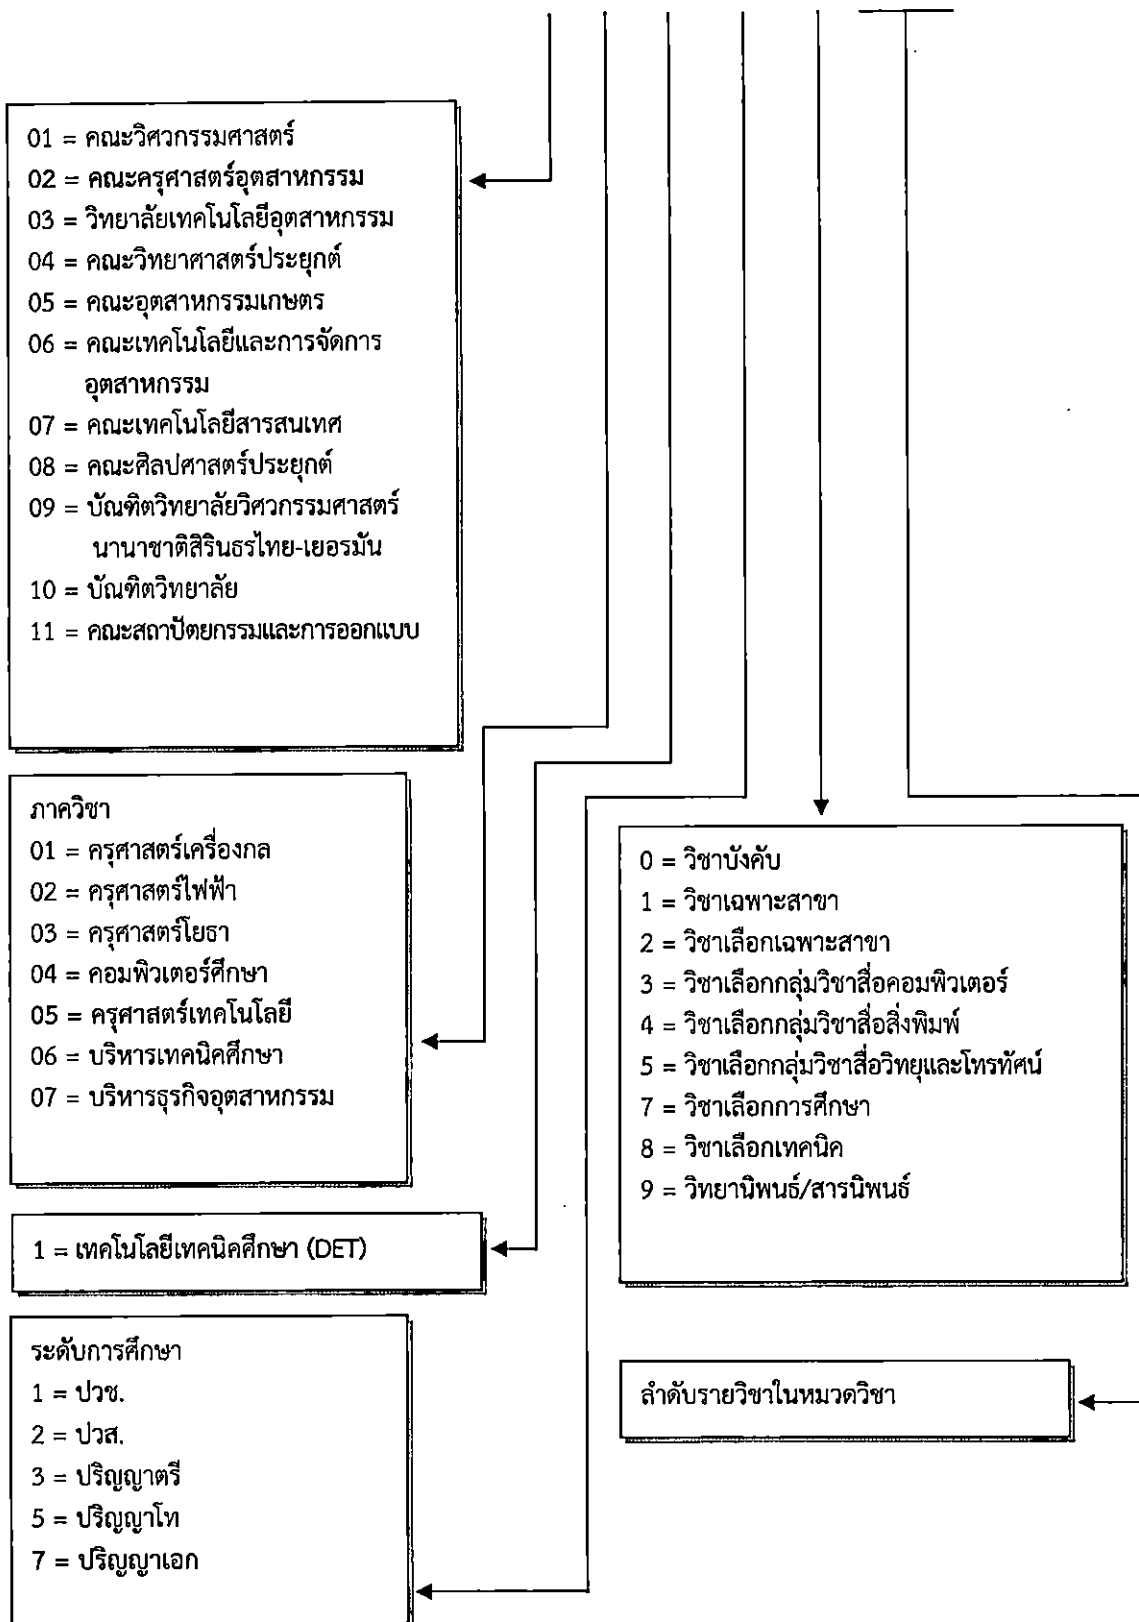 01 = คณะวิศวกรรมศาสตร์
02 = คณะครุศาสตร์อุตสาหกรรม
03 = วิทยาลัยเทคโนโลยีอุตสาหกรรม
04 = คณะวิทยาศาสตร์ประยุกต์
05 = คณะอุตสาหกรรมเกษตร
06 = คณะเทคโนโลยีและการจัดการ
อุตสาหกรรม
07 = คณะเทคโนโลยีสารสนเทศ
08 = คณะศิลปศาสตร์ประยุกต์
09 = บัณฑิตวิทยาลัยวิศวกรรมศาสตร์
นานาชาติสิรินธรไทย-เยอรมัน
10 = บัณฑิตวิทยาลัย
11 = คณะสถาปัตยกรรมและการออกแบบ
ภาควิชา
01 = ครุศาสตร์เครื่องกล
02 = ครุศาสตร์ไฟฟ้า
03 = ครุศาสตร์โยธา
04 = คอมพิวเตอร์ศึกษา
05 = ครุศาสตร์เทคโนโลยี
06 = บริหารเทคนิคศึกษา
07 = บริหารธุรกิจอุตสาหกรรม
1 = เทคโนโลยีเทคนิคศึกษา (DET)
ระดับการศึกษา
1 = ปวช.
2 = ปวส.
3 = ปริญญาตรี
5 = ปริญญาโท
7 = ปริญญาเอก
0 = วิชาบังคับ
1 = วิชาเฉพาะสาขา
2 = วิชาเลือกเฉพาะสาขา
3 = วิชาเลือกกลุ่มวิชาสื่อคอมพิวเตอร์
4 = วิชาเลือกกลุ่มวิชาสื่อสิ่งพิมพ์
5 = วิชาเลือกกลุ่มวิชาสื่อวิทยุและโทรทัศน์
7 = วิชาเลือกการศึกษา
8 = วิชาเลือกเทคนิค
9 = วิทยานิพนธ์/สารนิพนธ์
ลำดับรายวิชาในหมวดวิชา